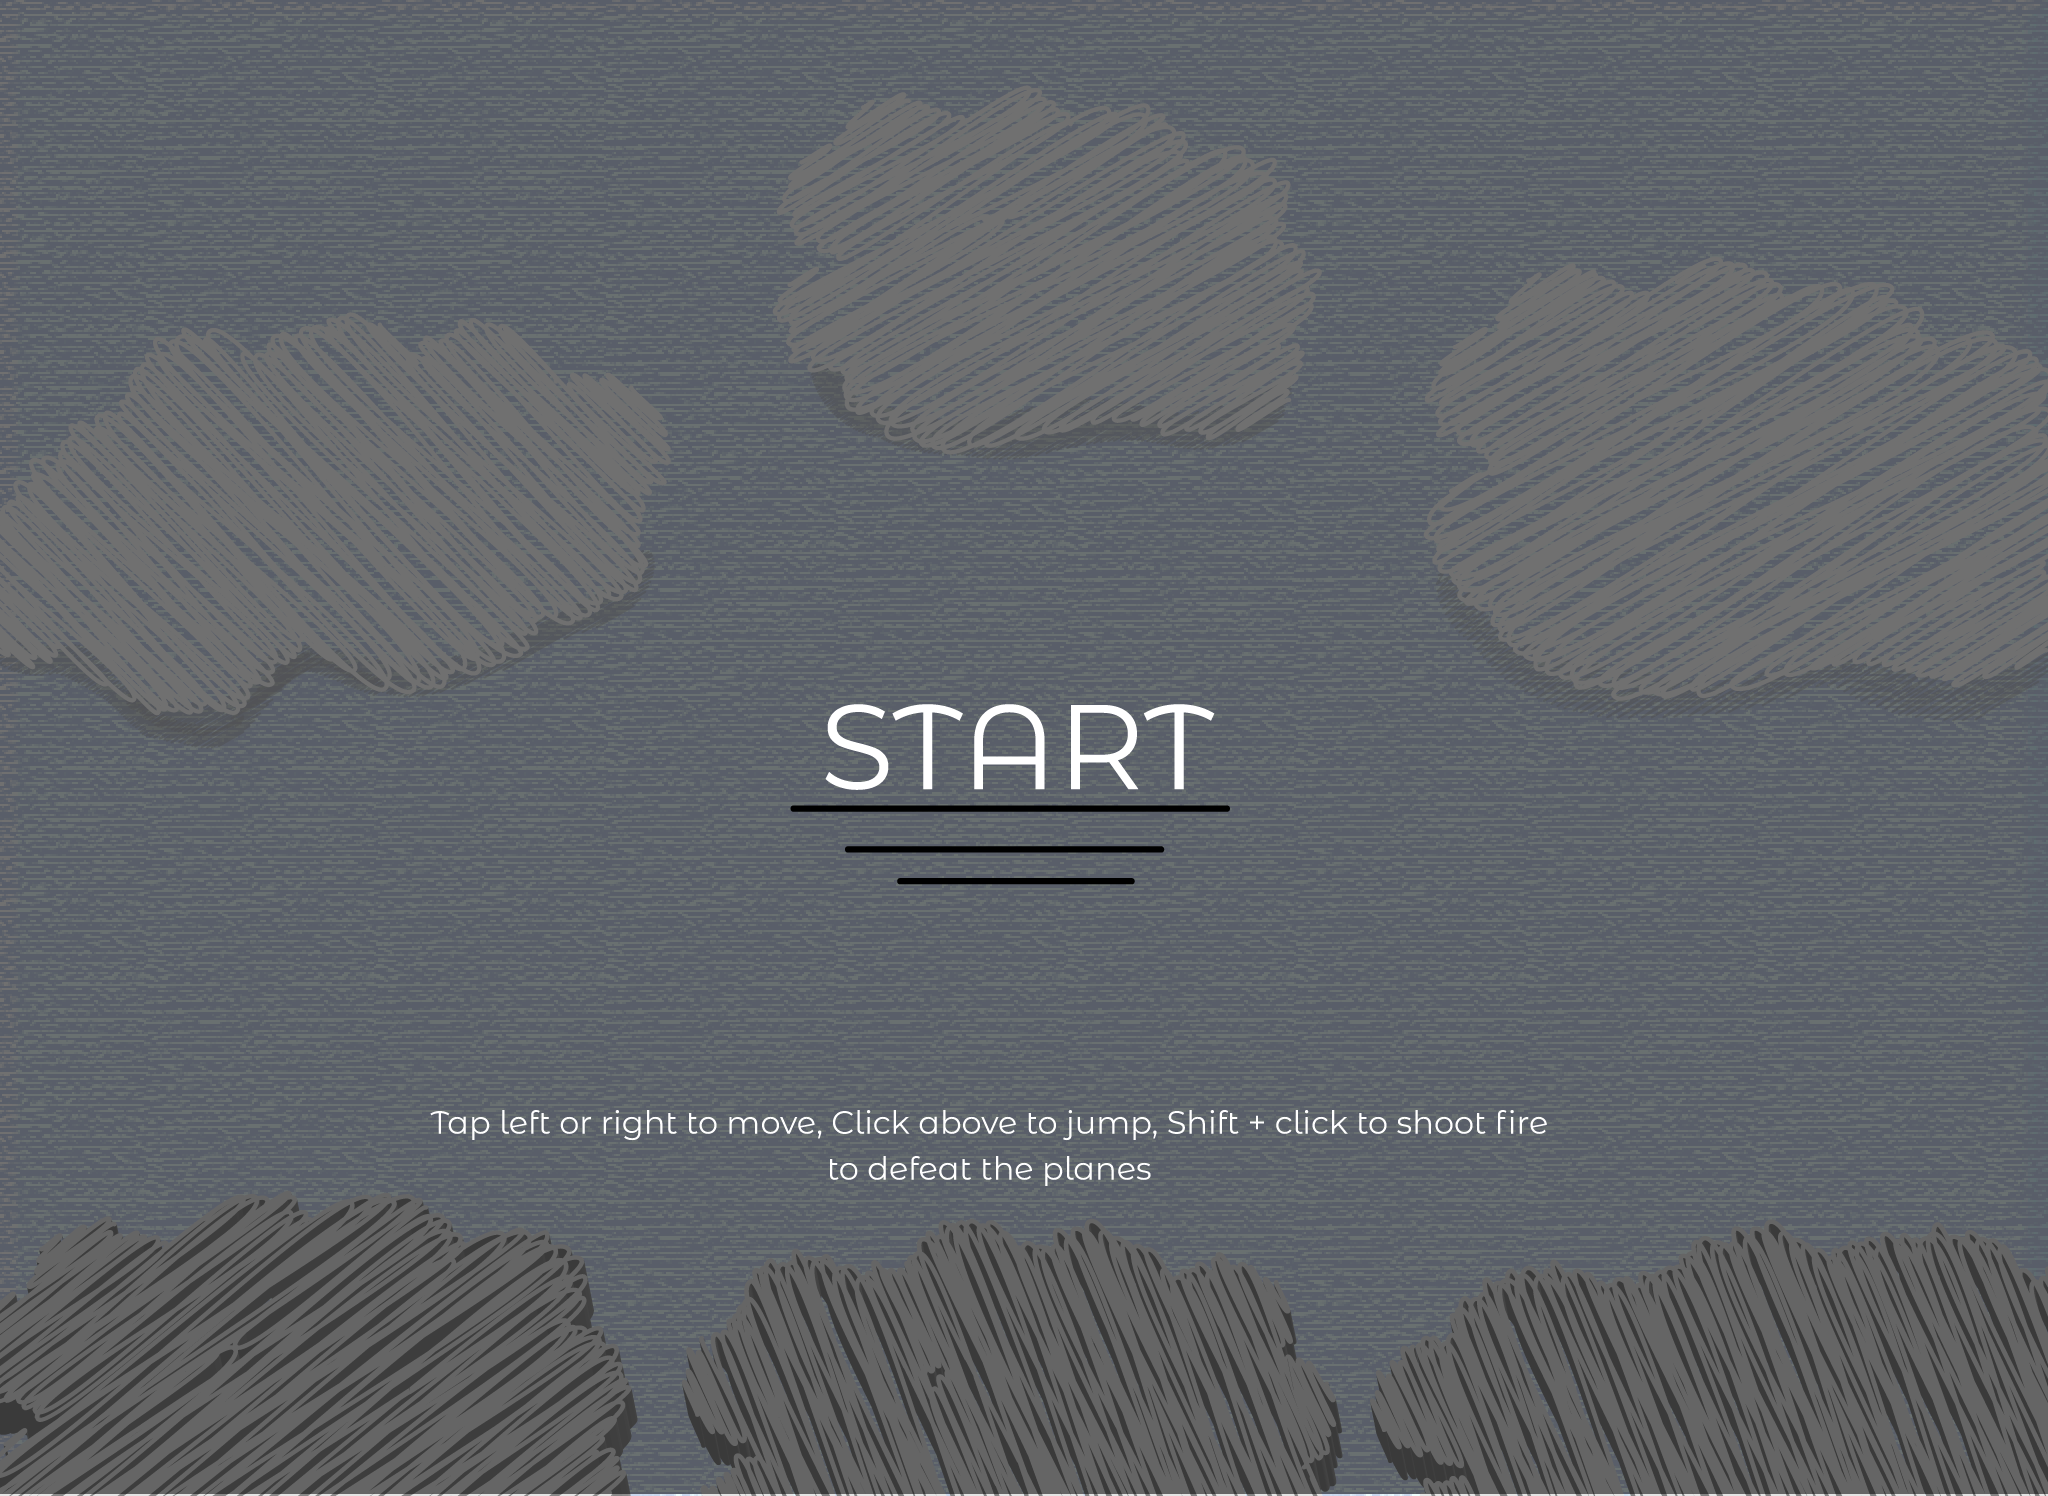 START
Tap left or right to move, Click above to jump, Shift + click to shoot fire
to defeat the planes